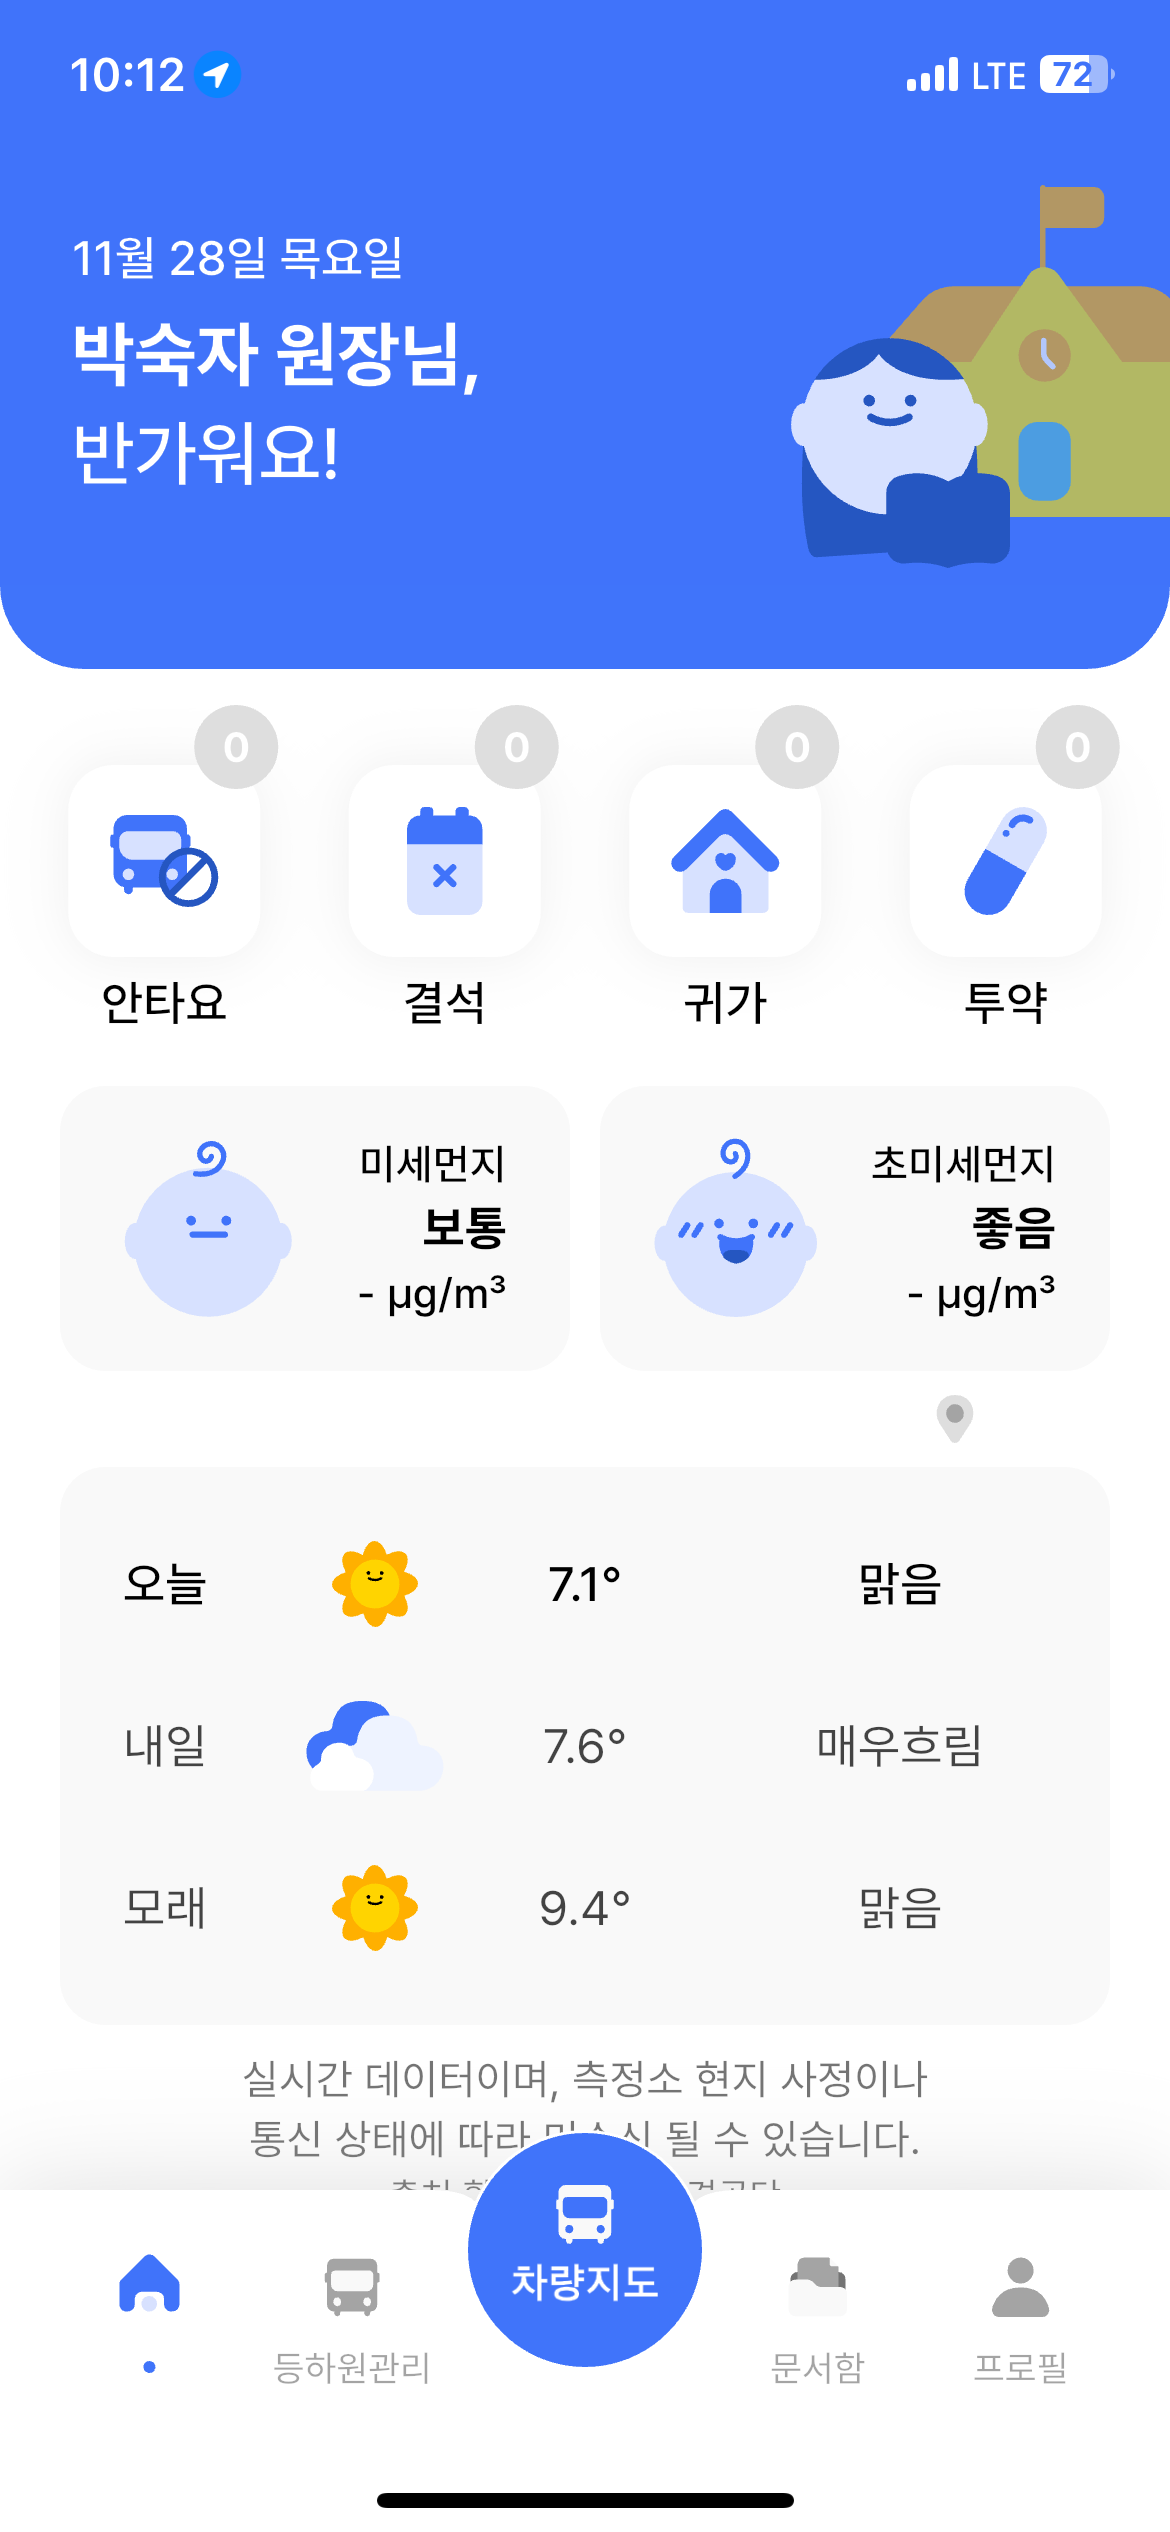 10:12
LTE 72
11월 28일 목요일
박숙자 원장님,
반가워요!
0 0 0 0
안타요 결석 귀가 투약
미세먼지
보통
- µg/m³
초미세먼지
좋음
- µg/m³
오늘 7.1° 맑음
내일 7.6° 매우흐림
모래 9.4° 맑음
실시간 데이터이며, 측정소 현지 사정이나
통신 상태에 따라 될 수 있습니다.
차량지도
등하원관리 문서함 프로필